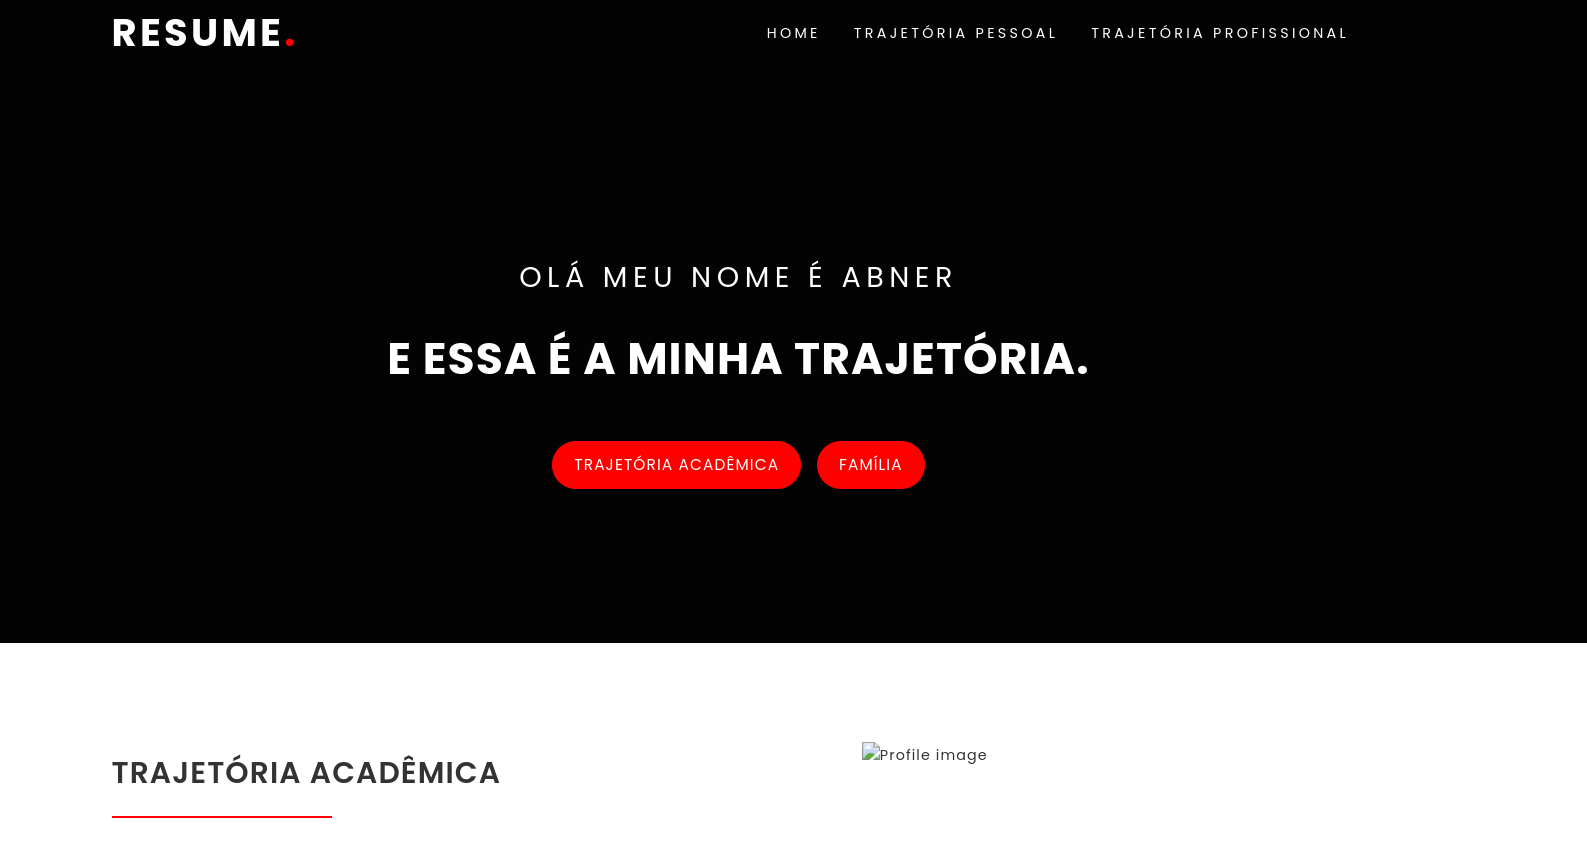 RESUME.
HOME TRAJETÓRIA PESSOAL TRAJETÓRIA PROFISSIONAL
OLÁ MEU NOME É ABNER
E ESSA É A MINHA TRAJETÓRIA.
TRAJETÓRIA ACADÊMICA FAMÍLIA
TRAJETÓRIA ACADÊMICA
Profile image